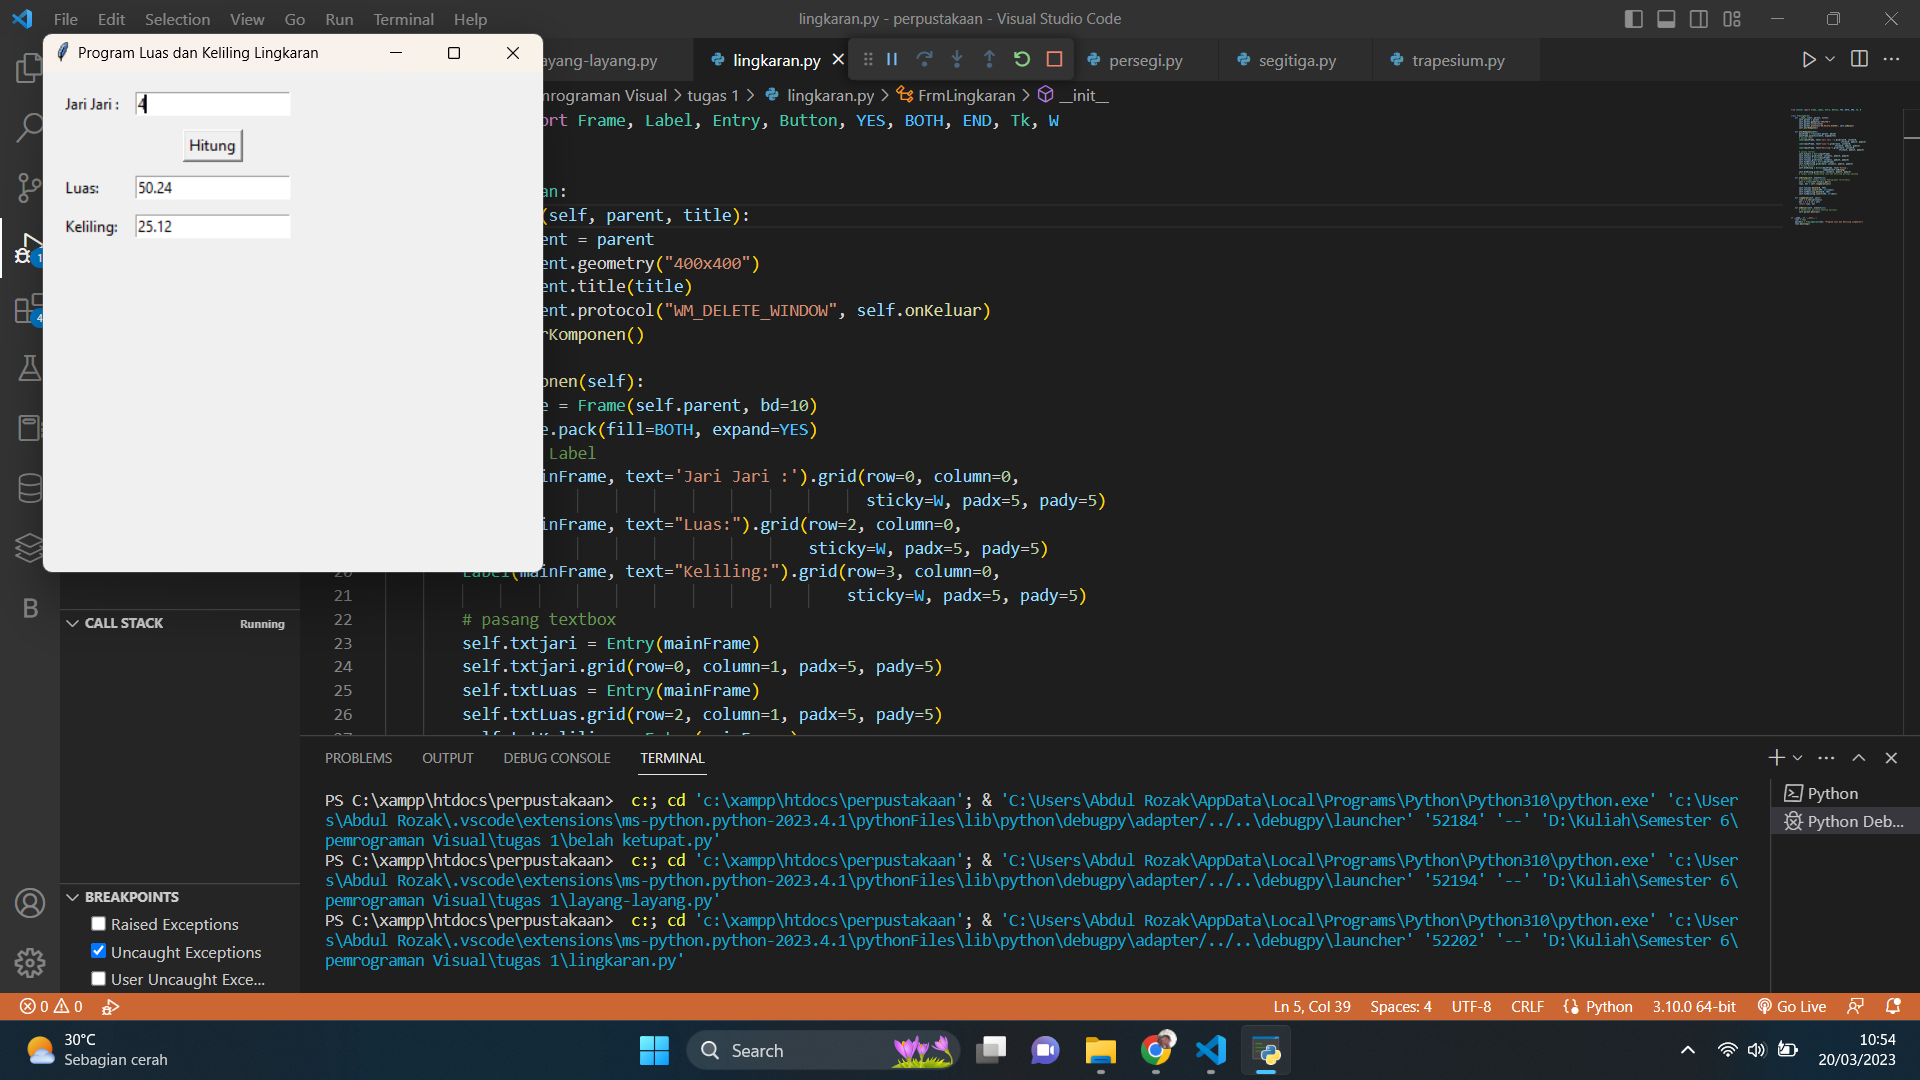 File Edit Selection View Go Run Terminal Help
lingkaran.py - perpustakaan - Visual Studio Code
Program Luas dan Keliling Lingkaran
Jari Jari :
4
Hitung
Luas:
50.24
Keliling:
25.12
ayang-layang.py
lingkaran.py
persegi.py
segitiga.py
trapesium.py
mrograman Visual > tugas 1 > lingkaran.py > FrmLingkaran > __init__
ort Frame, Label, Entry, Button, YES, BOTH, END, Tk, W
an:
(self, parent, title):
ent = parent
ent.geometry("400x400")
ent.title(title)
ent.protocol("WM_DELETE_WINDOW", self.onKeluar)
rKomponen()
onen(self):
e = Frame(self.parent, bd=10)
e.pack(fill=BOTH, expand=YES)
Label
inFrame, text='Jari Jari :').grid(row=0, column=0,
sticky=W, padx=5, pady=5)
inFrame, text="Luas:").grid(row=2, column=0,
sticky=W, padx=5, pady=5)
Label(mainFrame, text="Keliling:").grid(row=3, column=0,
21 sticky=W, padx=5, pady=5)
22 # pasang textbox
23 self.txtjari = Entry(mainFrame)
24 self.txtjari.grid(row=0, column=1, padx=5, pady=5)
25 self.txtLuas = Entry(mainFrame)
26 self.txtLuas.grid(row=2, column=1, padx=5, pady=5)
1
4
B
CALL STACK
Running
BREAKPOINTS
Raised Exceptions
Uncaught Exceptions
User Uncaught Exce...
PROBLEMS OUTPUT DEBUG CONSOLE TERMINAL
PS C:\xampp\htdocs\perpustakaan>  c:; cd 'c:\xampp\htdocs\perpustakaan'; & 'C:\Users\Abdul Rozak\AppData\Local\Programs\Python\Python310\python.exe' 'c:\User
s\Abdul Rozak\.vscode\extensions\ms-python.python-2023.4.1\pythonFiles\lib\python\debugpy\adapter/../..\debugpy\launcher' '52184' '--' 'D:\Kuliah\Semester 6\
pemrograman Visual\tugas 1\belah ketupat.py'
PS C:\xampp\htdocs\perpustakaan>  c:; cd 'c:\xampp\htdocs\perpustakaan'; & 'C:\Users\Abdul Rozak\AppData\Local\Programs\Python\Python310\python.exe' 'c:\User
s\Abdul Rozak\.vscode\extensions\ms-python.python-2023.4.1\pythonFiles\lib\python\debugpy\adapter/../..\debugpy\launcher' '52194' '--' 'D:\Kuliah\Semester 6\
pemrograman Visual\tugas 1\layang-layang.py'
PS C:\xampp\htdocs\perpustakaan>  c:; cd 'c:\xampp\htdocs\perpustakaan'; & 'C:\Users\Abdul Rozak\AppData\Local\Programs\Python\Python310\python.exe' 'c:\User
s\Abdul Rozak\.vscode\extensions\ms-python.python-2023.4.1\pythonFiles\lib\python\debugpy\adapter/../..\debugpy\launcher' '52202' '--' 'D:\Kuliah\Semester 6\
pemrograman Visual\tugas 1\lingkaran.py'
Python
Python Deb...
0 0
Ln 5, Col 39 Spaces: 4 UTF-8 CRLF Python 3.10.0 64-bit Go Live
30°C
Sebagian cerah
Search
10:54
20/03/2023